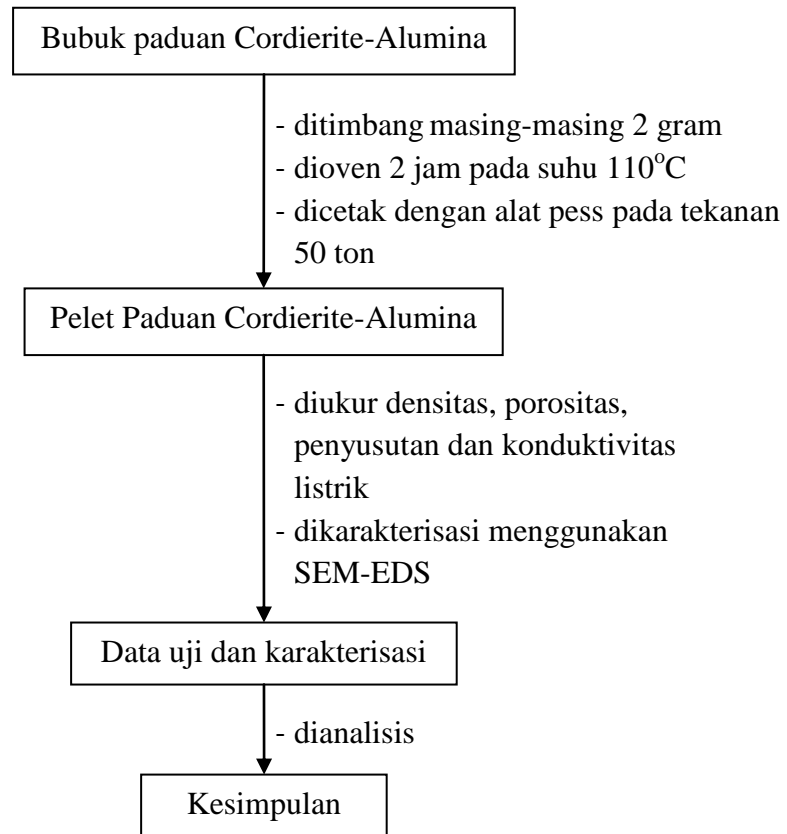 Bubuk paduan Cordierite-Alumina
- ditimbang masing-masing 2 gram
- dioven 2 jam pada suhu 110°C
- dicetak dengan alat pess pada tekanan
50 ton
Pelet Paduan Cordierite-Alumina
- diukur densitas, porositas,
penyusutan dan konduktivitas
listrik
- dikarakterisasi menggunakan
SEM-EDS
Data uji dan karakterisasi
- dianalisis
Kesimpulan